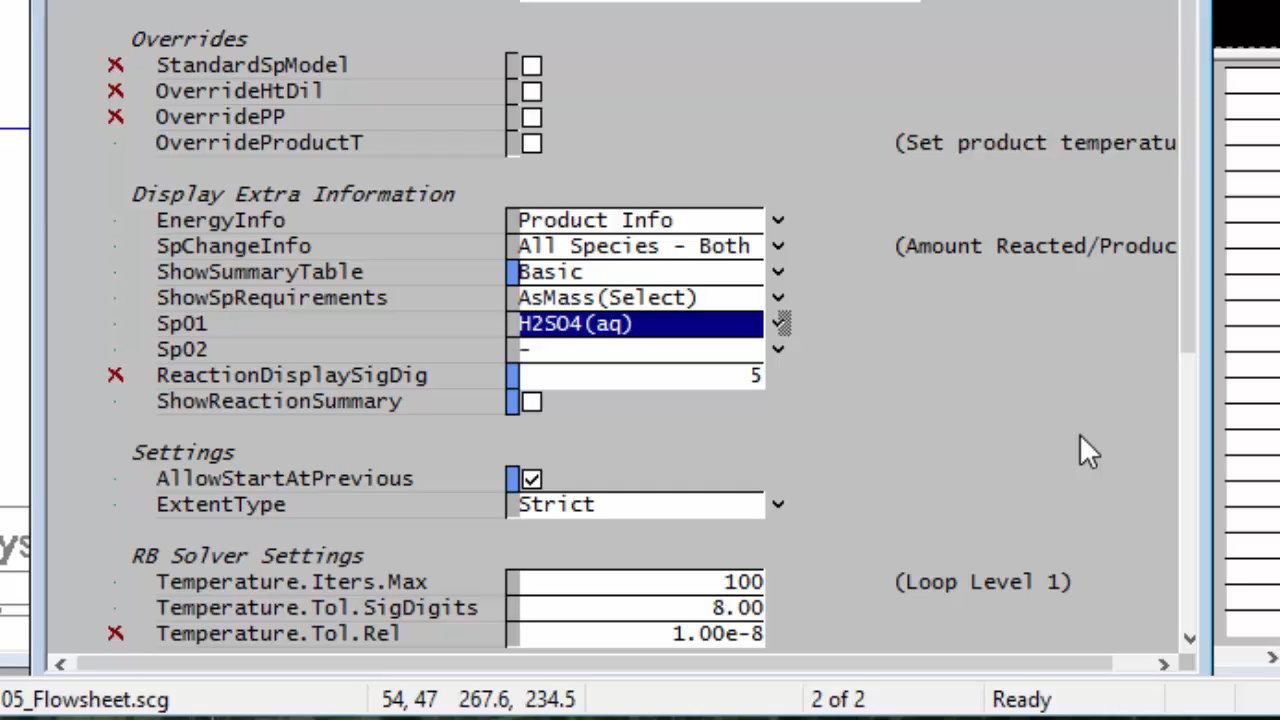 Overrides
StandardSpModel
OverrideHtDil
OverridePP
OverrideProductT (Set product temperatu
Display Extra Information
EnergyInfo Product Info
SpChangeInfo All Species - Both (Amount Reacted/Produc
ShowSummaryTable Basic
ShowSpRequirements AsMass(Select)
Sp01 H2SO4(aq)
Sp02 -
ReactionDisplaySigDig 5
ShowReactionSummary
Settings
AllowStartAtPrevious
ExtentType Strict
ys
RB Solver Settings
Temperature.Iters.Max 100 (Loop Level 1)
Temperature.Tol.SigDigits 8.00
Temperature.Tol.Rel 1.00e-8
05_Flowsheet.scg 54, 47 267.6, 234.5 2 of 2 Ready